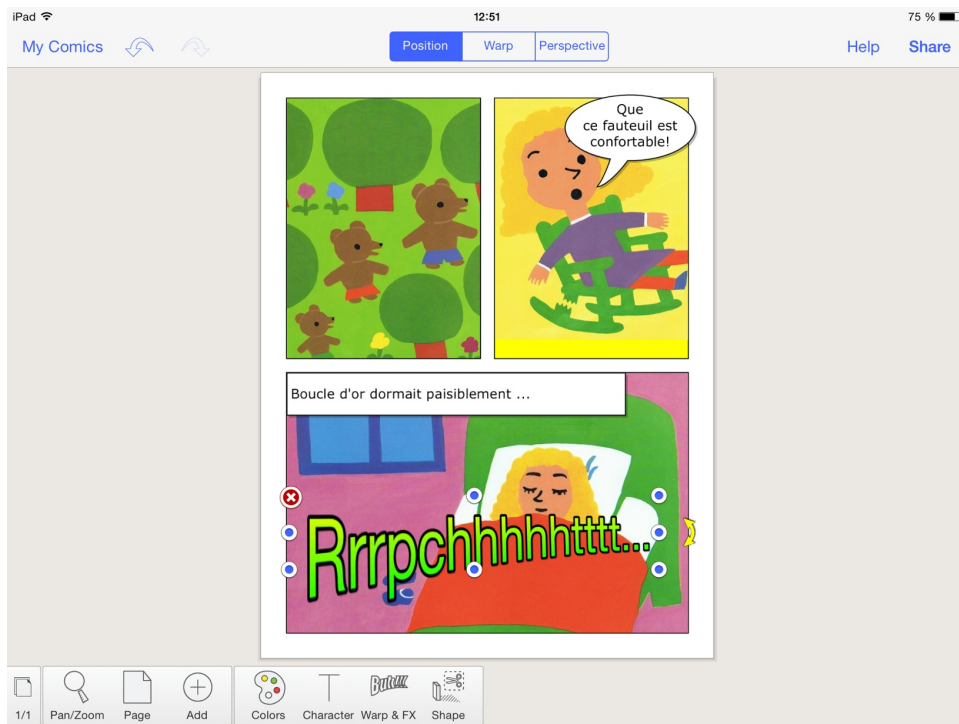 iPad 12:51 75 %
My Comics Position Warp Perspective Help Share
Que
ce fauteuil est
confortable!
Boucle d'or dormait paisiblement ...
Rrrpchhhhhhtttt...
1/1 Pan/Zoom Page Add Colors Character Warp & FX Shape